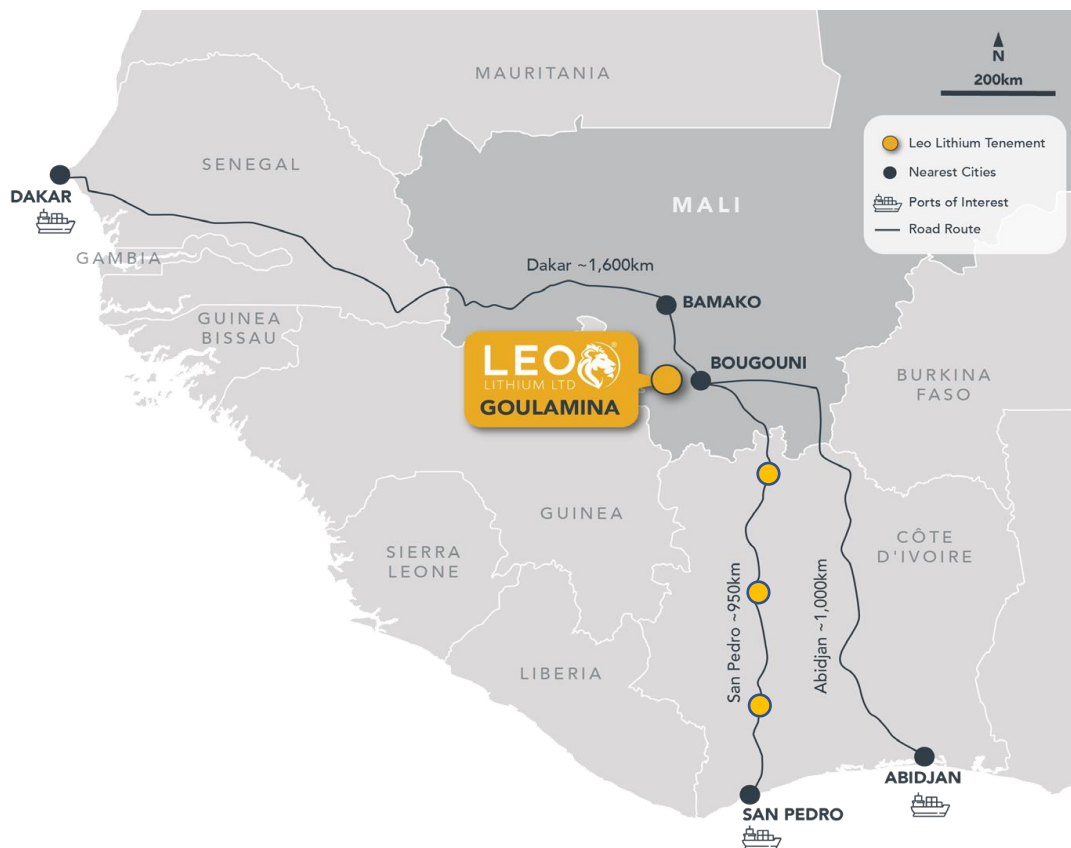 MAURITANIA
N
200km
Leo Lithium Tenement
Nearest Cities
Ports of Interest
Road Route
SENEGAL
DAKAR
MALI
GAMBIA
Dakar ~1,600km
BAMAKO
GUINEA
BISSAU
LEO
LITHIUM LTD
GOULAMINA
BOUGOUNI
BURKINA
FASO
GUINEA
SIERRA
LEONE
CÔTE
D'IVOIRE
San Pedro ~950km
Abidjan ~1,000km
LIBERIA
ABIDJAN
SAN PEDRO